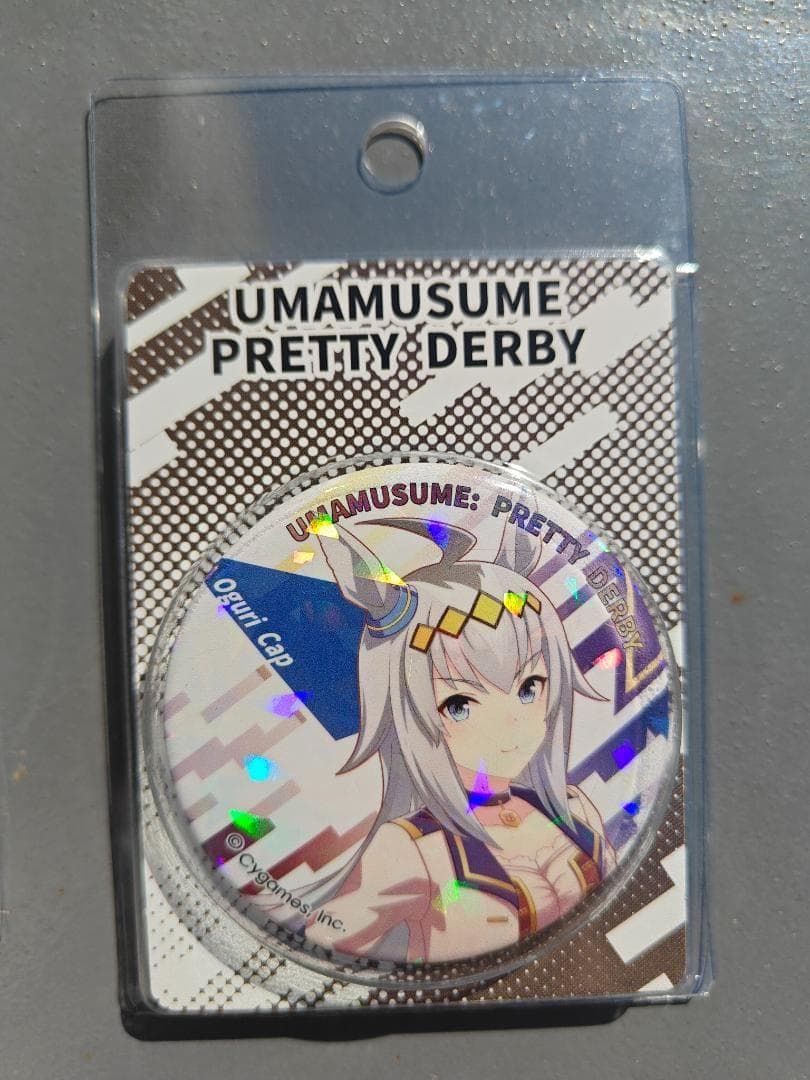 UMAMUSUME
PRETTY DERBY
UMAMUSUME: PRETTY DERBY
Oguri Cap
© Cygames, Inc.